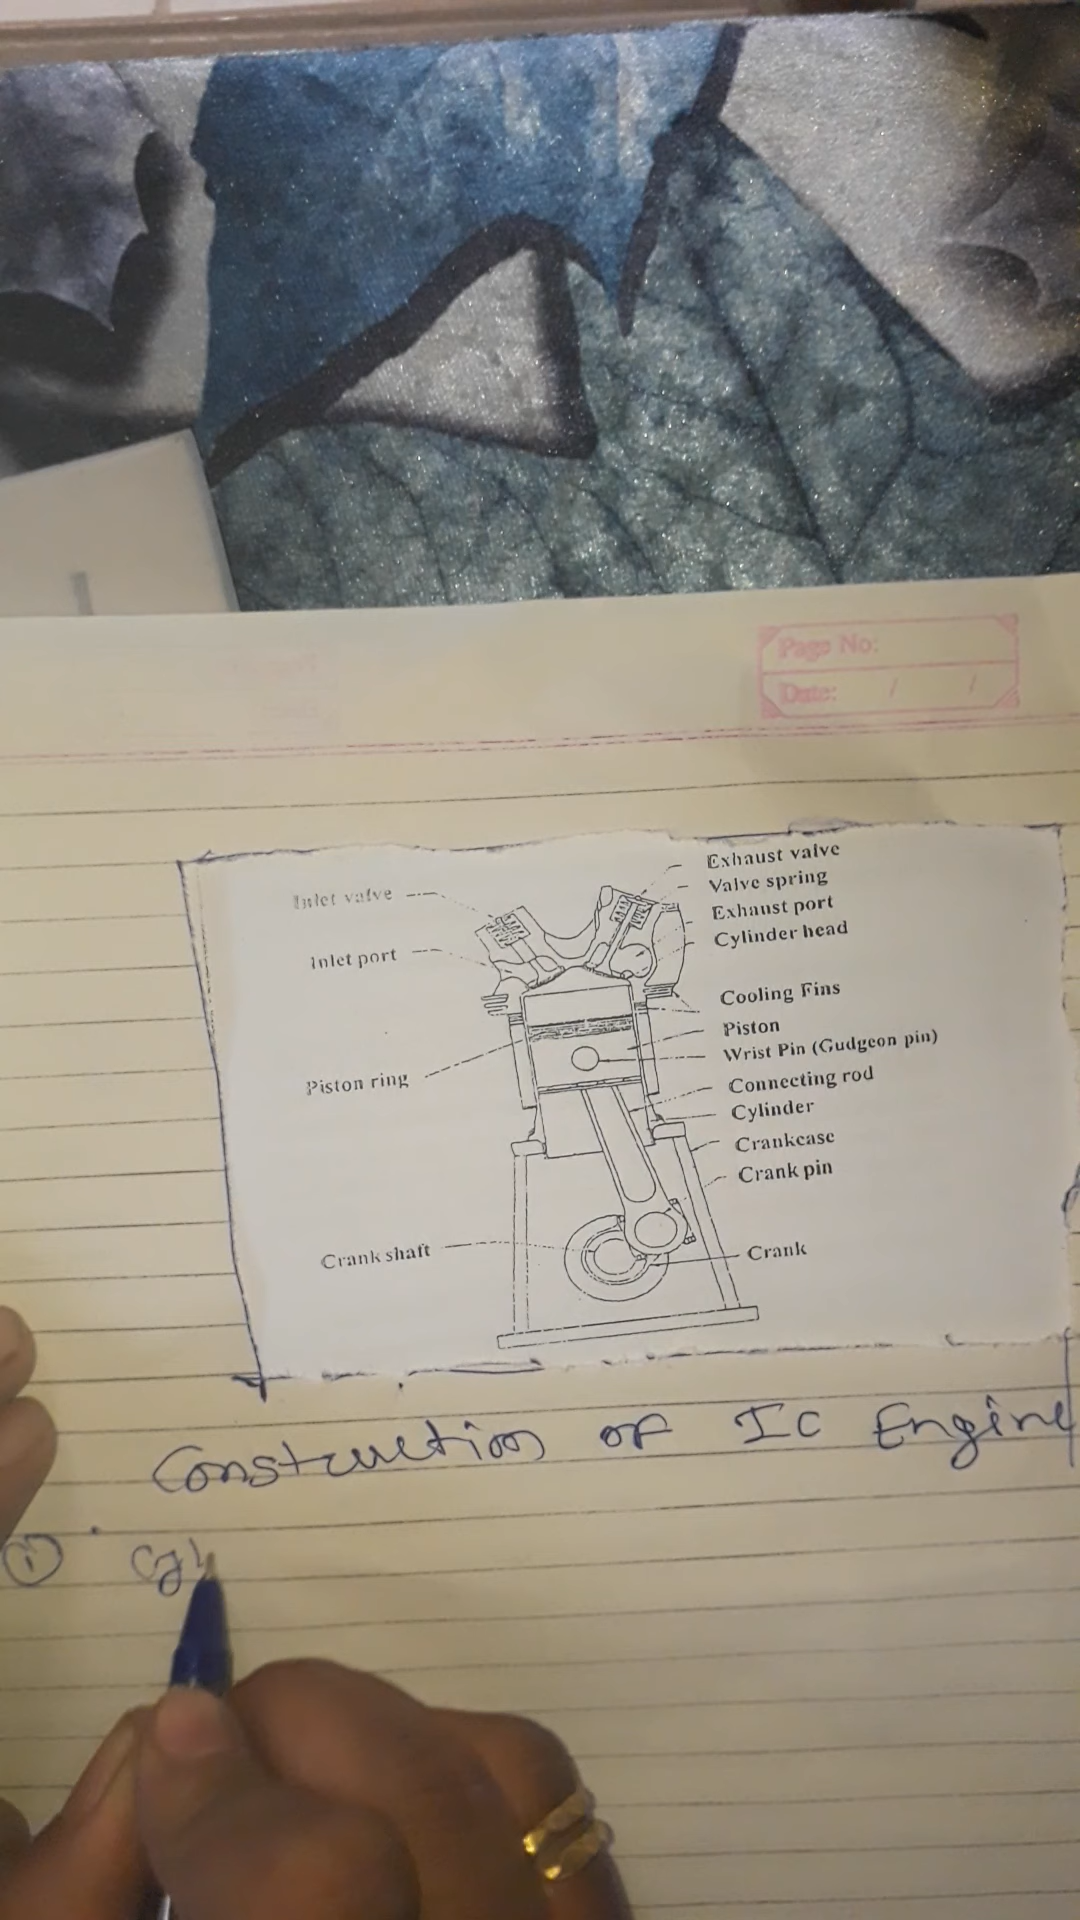 Page No:
Date: / /
Inlet valve
Inlet port
Piston ring
Crank shaft
Exhaust valve
Valve spring
Exhaust port
Cylinder head
Cooling Fins
Piston
Wrist Pin (Gudgeon pin)
Connecting rod
Cylinder
Crankcase
Crank pin
Crank
Construction of IC Engine
① Cyl